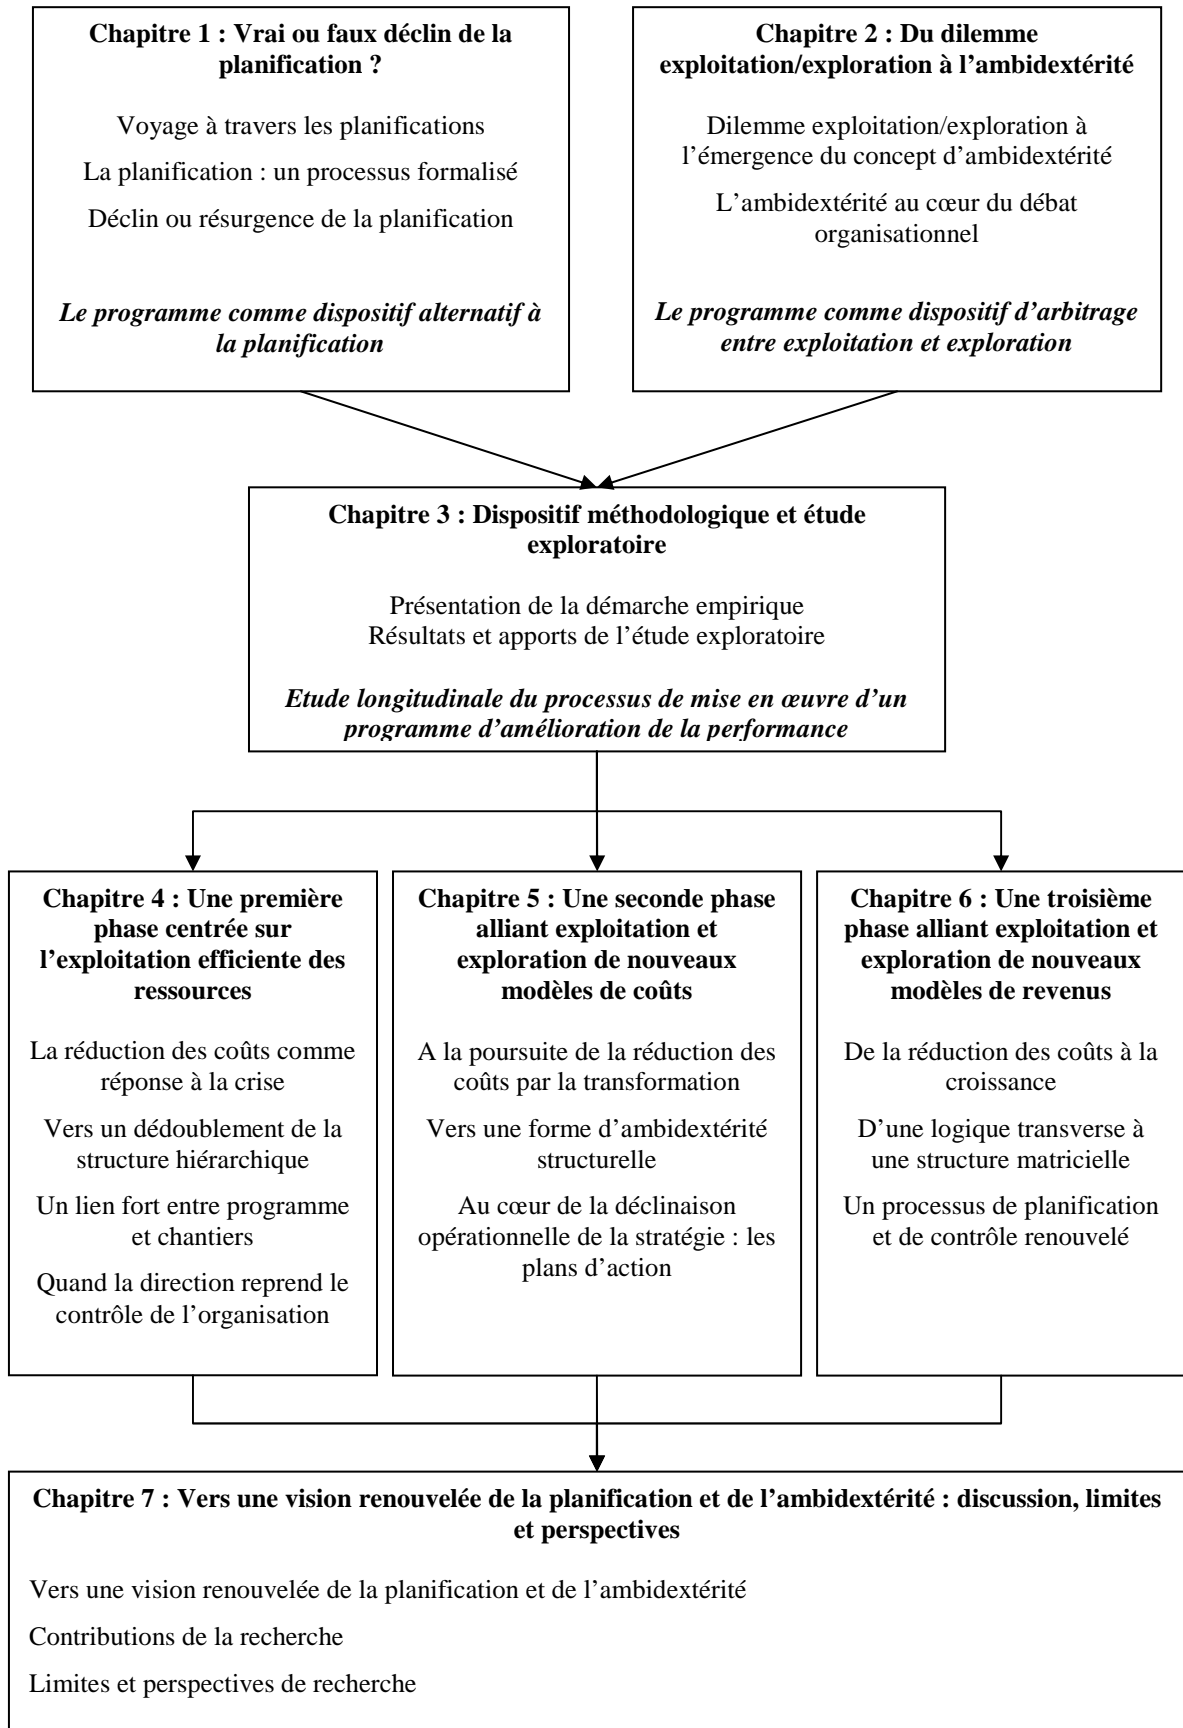 Chapitre 1 : Vrai ou faux déclin de la
planification ?
Voyage à travers les planifications
La planification : un processus formalisé
Déclin ou résurgence de la planification
Le programme comme dispositif alternatif à
la planification
Chapitre 2 : Du dilemme
exploitation/exploration à l’ambidextérité
Dilemme exploitation/exploration à
l’émergence du concept d’ambidextérité
L’ambidextérité au cœur du débat
organisationnel
Le programme comme dispositif d’arbitrage
entre exploitation et exploration
Chapitre 3 : Dispositif méthodologique et étude
exploratoire
Présentation de la démarche empirique
Résultats et apports de l’étude exploratoire
Etude longitudinale du processus de mise en œuvre d’un
programme d’amélioration de la performance
Chapitre 4 : Une première
phase centrée sur
l’exploitation efficiente des
ressources
La réduction des coûts comme
réponse à la crise
Vers un dédoublement de la
structure hiérarchique
Un lien fort entre programme
et chantiers
Quand la direction reprend le
contrôle de l’organisation
Chapitre 5 : Une seconde phase
alliant exploitation et
exploration de nouveaux
modèles de coûts
A la poursuite de la réduction des
coûts par la transformation
Vers une forme d’ambidextérité
structurelle
Au cœur de la déclinaison
opérationnelle de la stratégie : les
plans d’action
Chapitre 6 : Une troisième
phase alliant exploitation et
exploration de nouveaux
modèles de revenus
De la réduction des coûts à la
croissance
D’une logique transverse à
une structure matricielle
Un processus de planification
et de contrôle renouvelé
Chapitre 7 : Vers une vision renouvelée de la planification et de l’ambidextérité : discussion, limites
et perspectives
Vers une vision renouvelée de la planification et de l’ambidextérité
Contributions de la recherche
Limites et perspectives de recherche